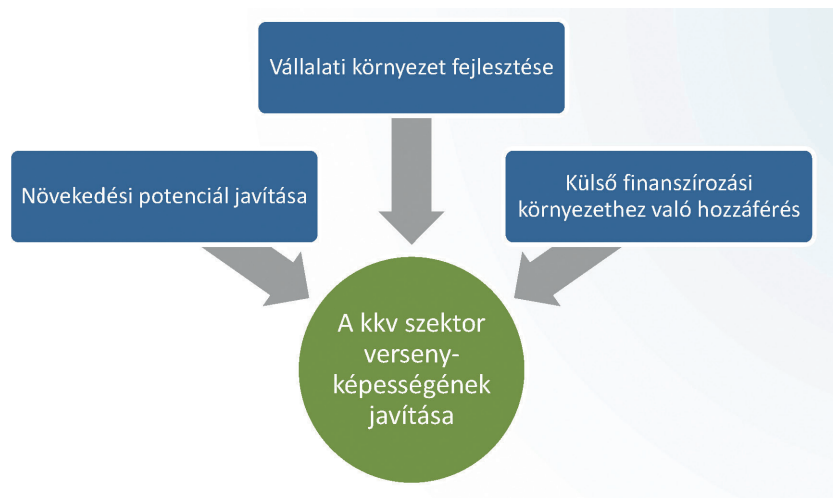 Vállalati környezet fejlesztése
Növekedési potenciál javítása
Külső finanszírozási
környezethez való hozzáférés
A kkv szektor
verseny-
képességének
javítása